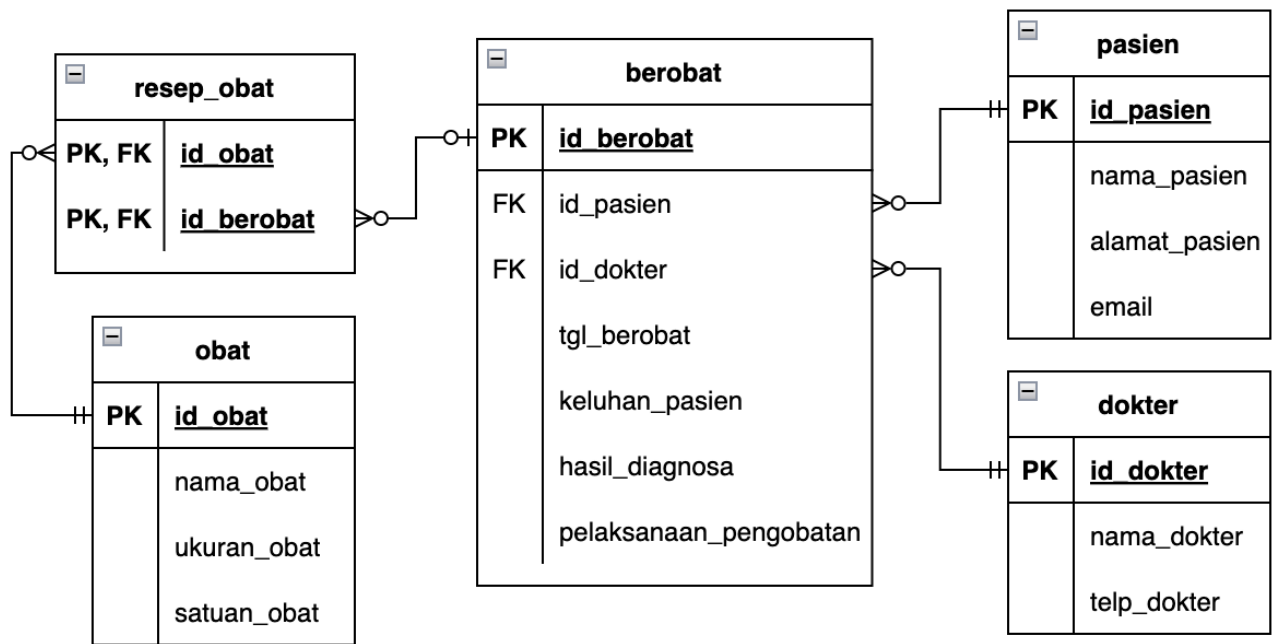 resep_obat
PK, FK id_obat
PK, FK id_berobat
obat
PK id_obat
nama_obat
ukuran_obat
satuan_obat
berobat
PK id_berobat
FK id_pasien
FK id_dokter
tgl_berobat
keluhan_pasien
hasil_diagnosa
pelaksanaan_pengobatan
pasien
PK id_pasien
nama_pasien
alamat_pasien
email
dokter
PK id_dokter
nama_dokter
telp_dokter